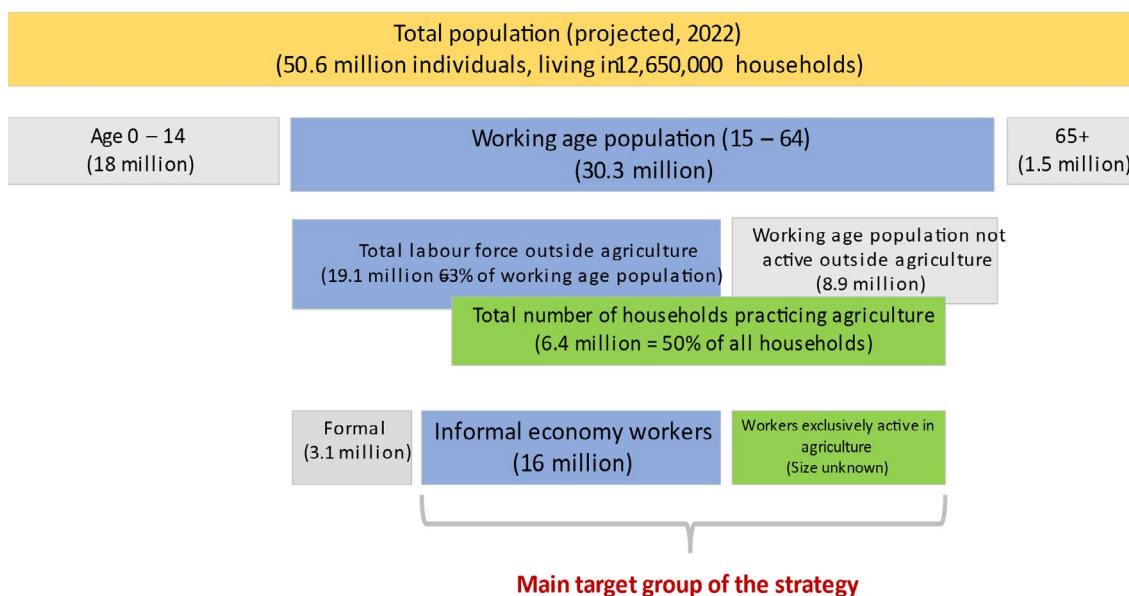 Total population (projected, 2022)
(50.6 million individuals, living in12,650,000 households)
Age 0 – 14
(18 million)
Working age population (15 – 64)
(30.3 million)
65+
(1.5 million)
Total labour force outside agriculture
(19.1 million 63% of working age population)
Working age population not
active outside agriculture
(8.9 million)
Total number of households practicing agriculture
(6.4 million = 50% of all households)
Formal
(3.1 million)
Informal economy workers
(16 million)
Workers exclusively active in
agriculture
(Size unknown)
Main target group of the strategy